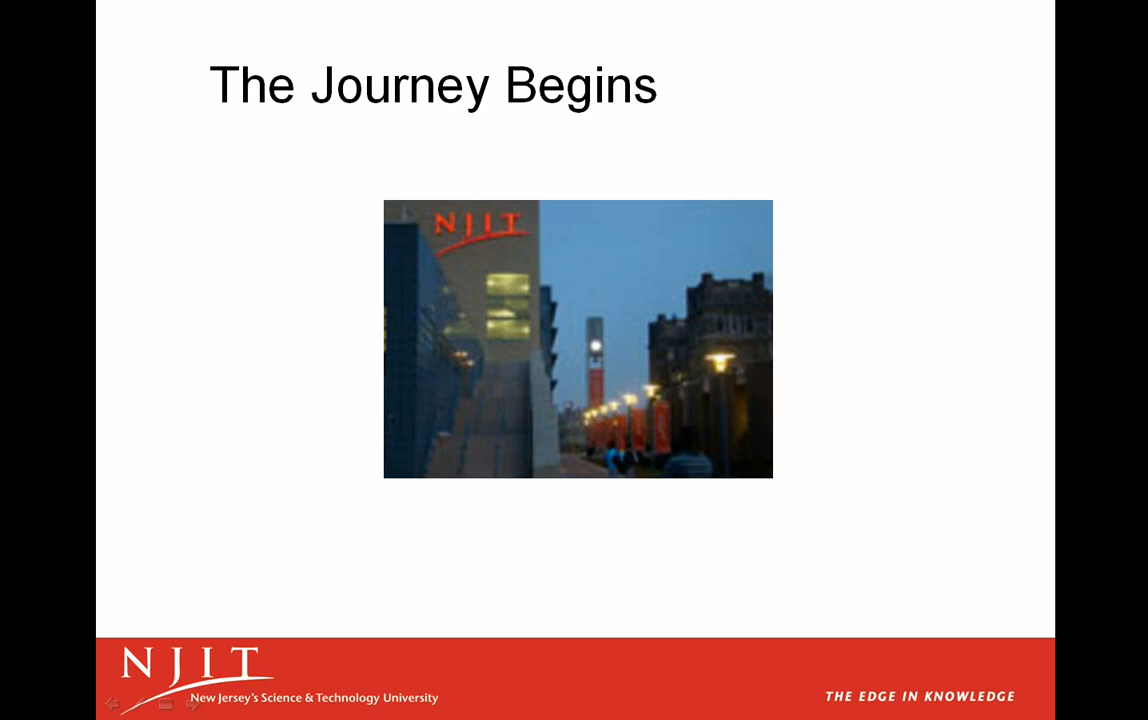 The Journey Begins
NJIT
NJIT
New Jersey's Science & Technology University
THE EDGE IN KNOWLEDGE